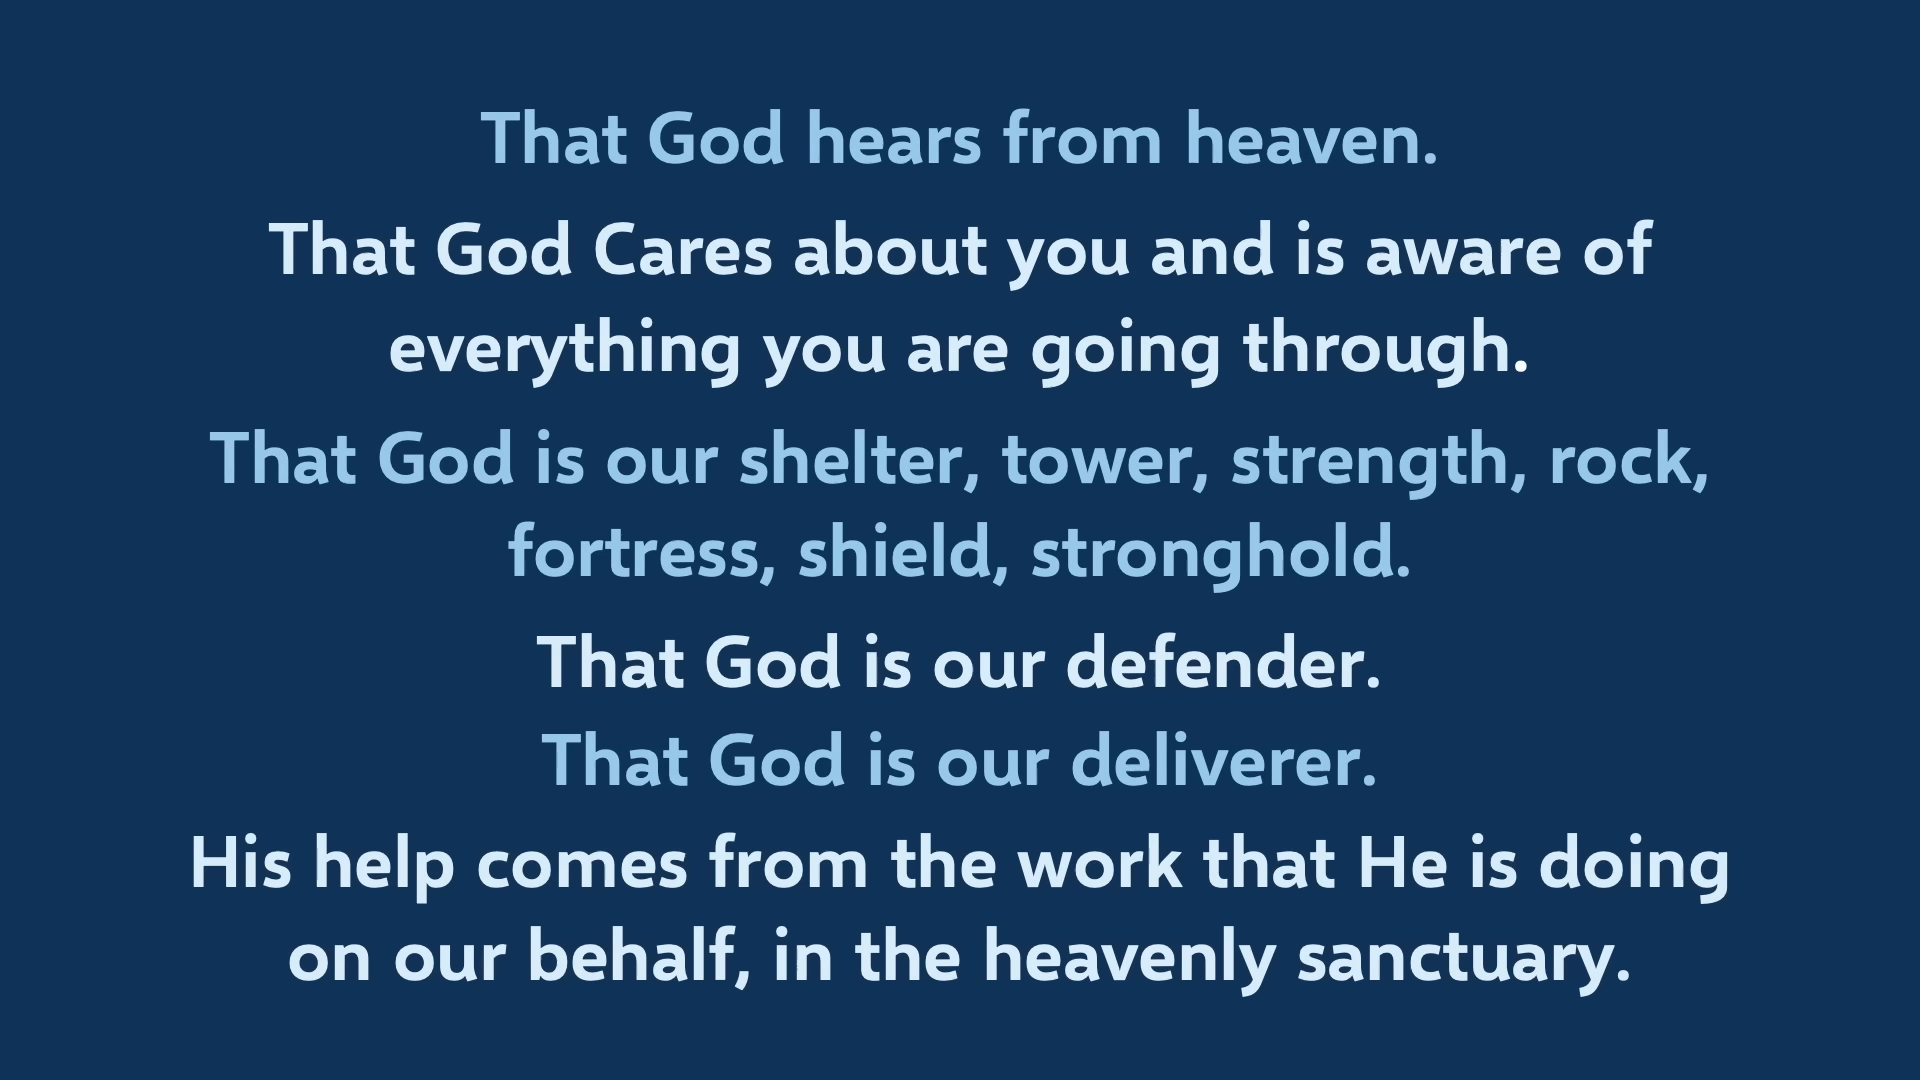 That God hears from heaven.
That God Cares about you and is aware of
everything you are going through.
That God is our shelter, tower, strength, rock,
fortress, shield, stronghold.
That God is our defender.
That God is our deliverer.
His help comes from the work that He is doing
on our behalf, in the heavenly sanctuary.